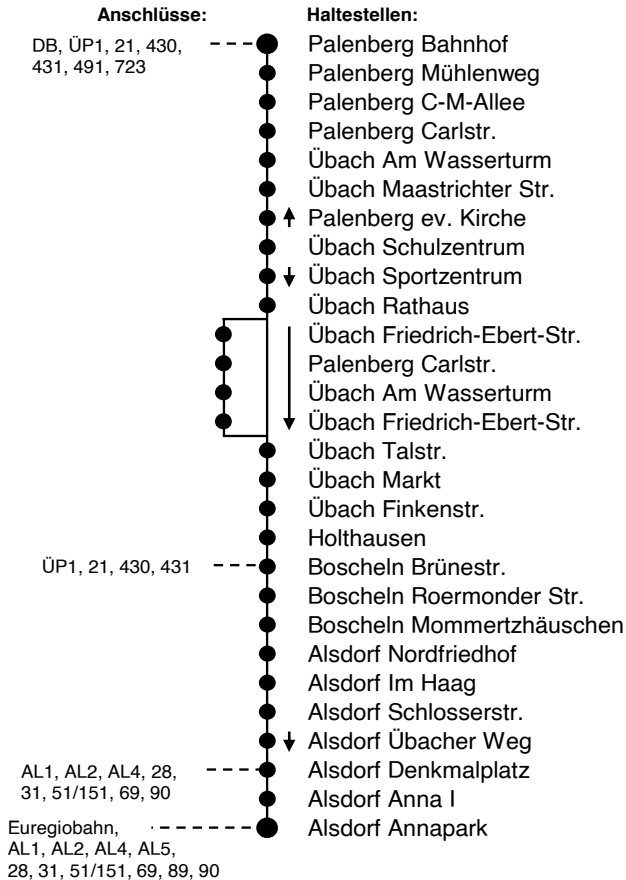 Anschlüsse: Haltestellen:
DB, ÜP1, 21, 430, Palenberg Bahnhof
431, 491, 723
Palenberg Mühlenweg
Palenberg C-M-Allee
Palenberg Carlstr.
Übach Am Wasserturm
Übach Maastrichter Str.
Palenberg ev. Kirche
Übach Schulzentrum
Übach Sportzentrum
Übach Rathaus
Übach Friedrich-Ebert-Str.
Palenberg Carlstr.
Übach Am Wasserturm
Übach Friedrich-Ebert-Str.
Übach Talstr.
Übach Markt
Übach Finkenstr.
Holthausen
ÜP1, 21, 430, 431 Boscheln Brünestr.
Boscheln Roermonder Str.
Boscheln Mommertzhäuschen
Alsdorf Nordfriedhof
Alsdorf Im Haag
Alsdorf Schlosserstr.
Alsdorf Übacher Weg
AL1, AL2, AL4, 28, Alsdorf Denkmalplatz
31, 51/151, 69, 90
Alsdorf Anna I
Euregiobahn, Alsdorf Annapark
AL1, AL2, AL4, AL5,
28, 31, 51/151, 69, 89, 90